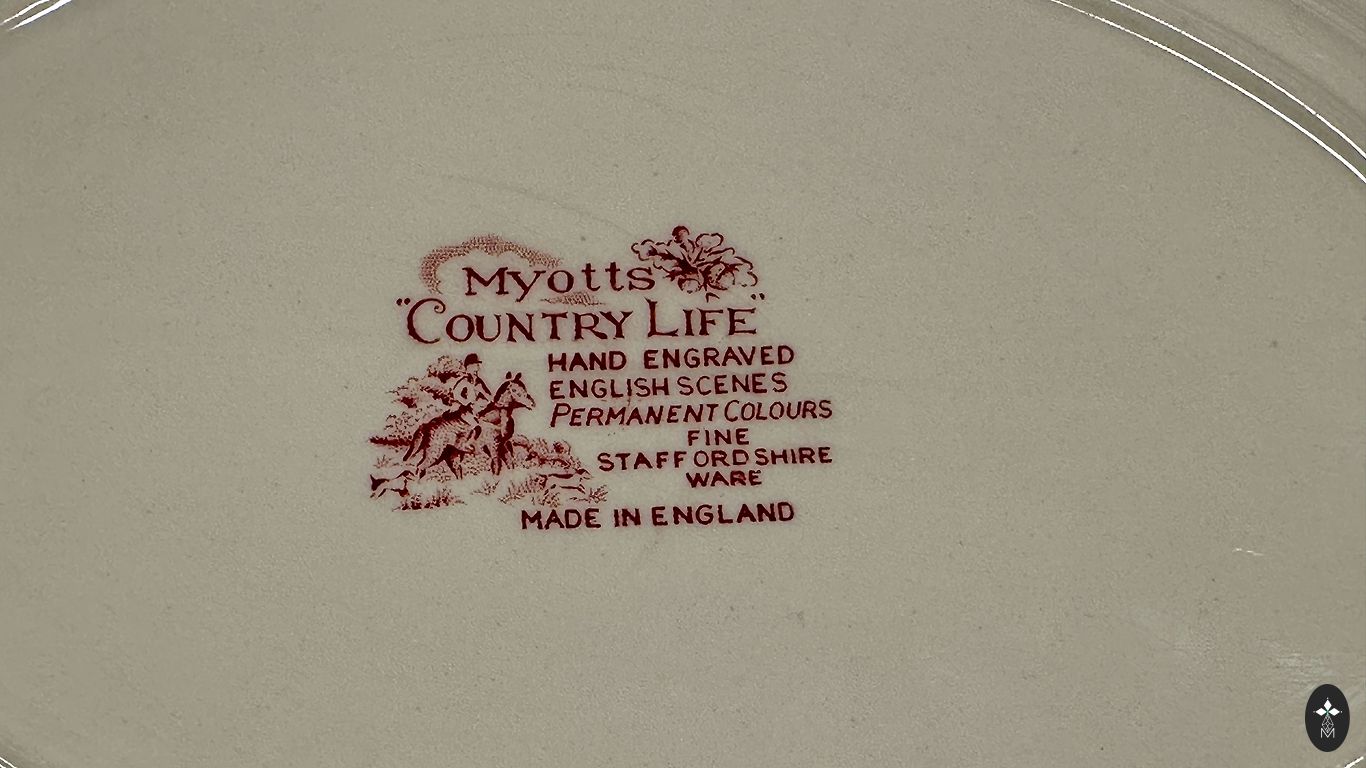 Myotts
"COUNTRY LIFE"
HAND ENGRAVED
ENGLISH SCENES
PERMANENT COLOURS
FINE
STAFFORDSHIRE
WARE
MADE IN ENGLAND
M